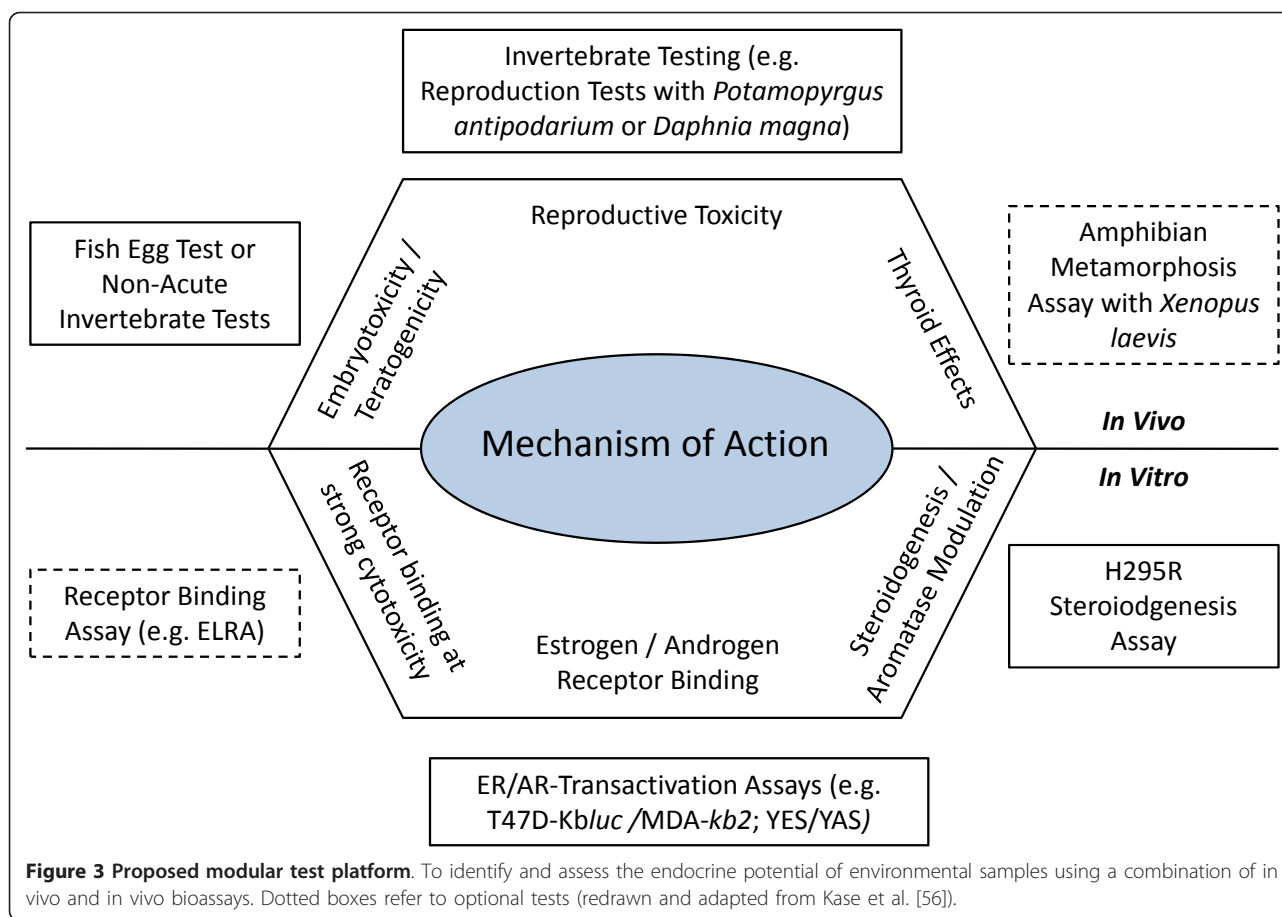 Invertebrate Testing (e.g.
Reproduction Tests with Potamopyrgus
antipodarium or Daphnia magna)
Reproductive Toxicity
Fish Egg Test or
Non-Acute
Invertebrate Tests
Embryotoxicity /
Teratogenicity
Thyroid Effects
Amphibian
Metamorphosis
Assay with Xenopus
laevis
Mechanism of Action
In Vivo
In Vitro
Receptor Binding
Assay (e.g. ELRA)
Receptor binding at
strong cytotoxicity
Estrogen / Androgen
Receptor Binding
Steroidogenesis /
Aromatase Modulation
H295R
Steroiodgenesis
Assay
ER/AR-Transactivation Assays (e.g.
T47D-Kbluc /MDA-kb2; YES/YAS)
Figure 3 Proposed modular test platform. To identify and assess the endocrine potential of environmental samples using a combination of in
vivo and in vivo bioassays. Dotted boxes refer to optional tests (redrawn and adapted from Kase et al. [56]).